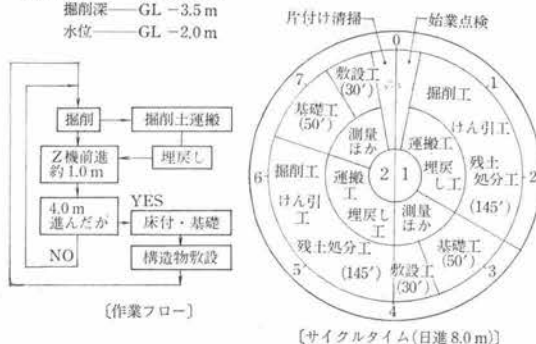 掘削深——GL −3.5 m
水位——GL −2.0 m
掘削
掘削土運搬
Z機前進
約1.0 m
埋戻し
4.0 m
進んだか
YES
NO
床付・基礎
構造物敷設
〔作業フロー〕
片付け清掃
始業点検
0
1
2
3
4
5
6
7
掘削工
けん引工
残土
処分工
(145′)
運搬工
埋戻
し工
測量
ほか
基礎工
(50′)
敷設工
(30′)
1
2
敷設工
(30′)
基礎工
(50′)
測量
ほか
掘削工
けん引
工
運搬
工
埋戻し工
残土処分工
(145′)
〔サイクルタイム(日進 8.0 m)〕